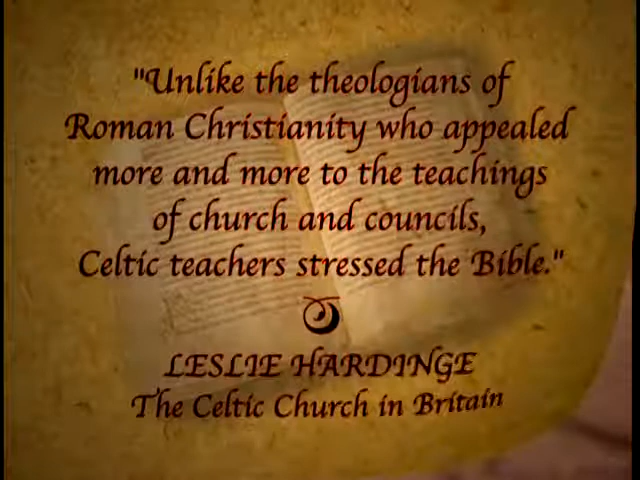 "Unlike the theologians of
Roman Christianity who appealed
more and more to the teachings
of church and councils,
Celtic teachers stressed the Bible."
LESLIE HARDINGE
The Celtic Church in Britain